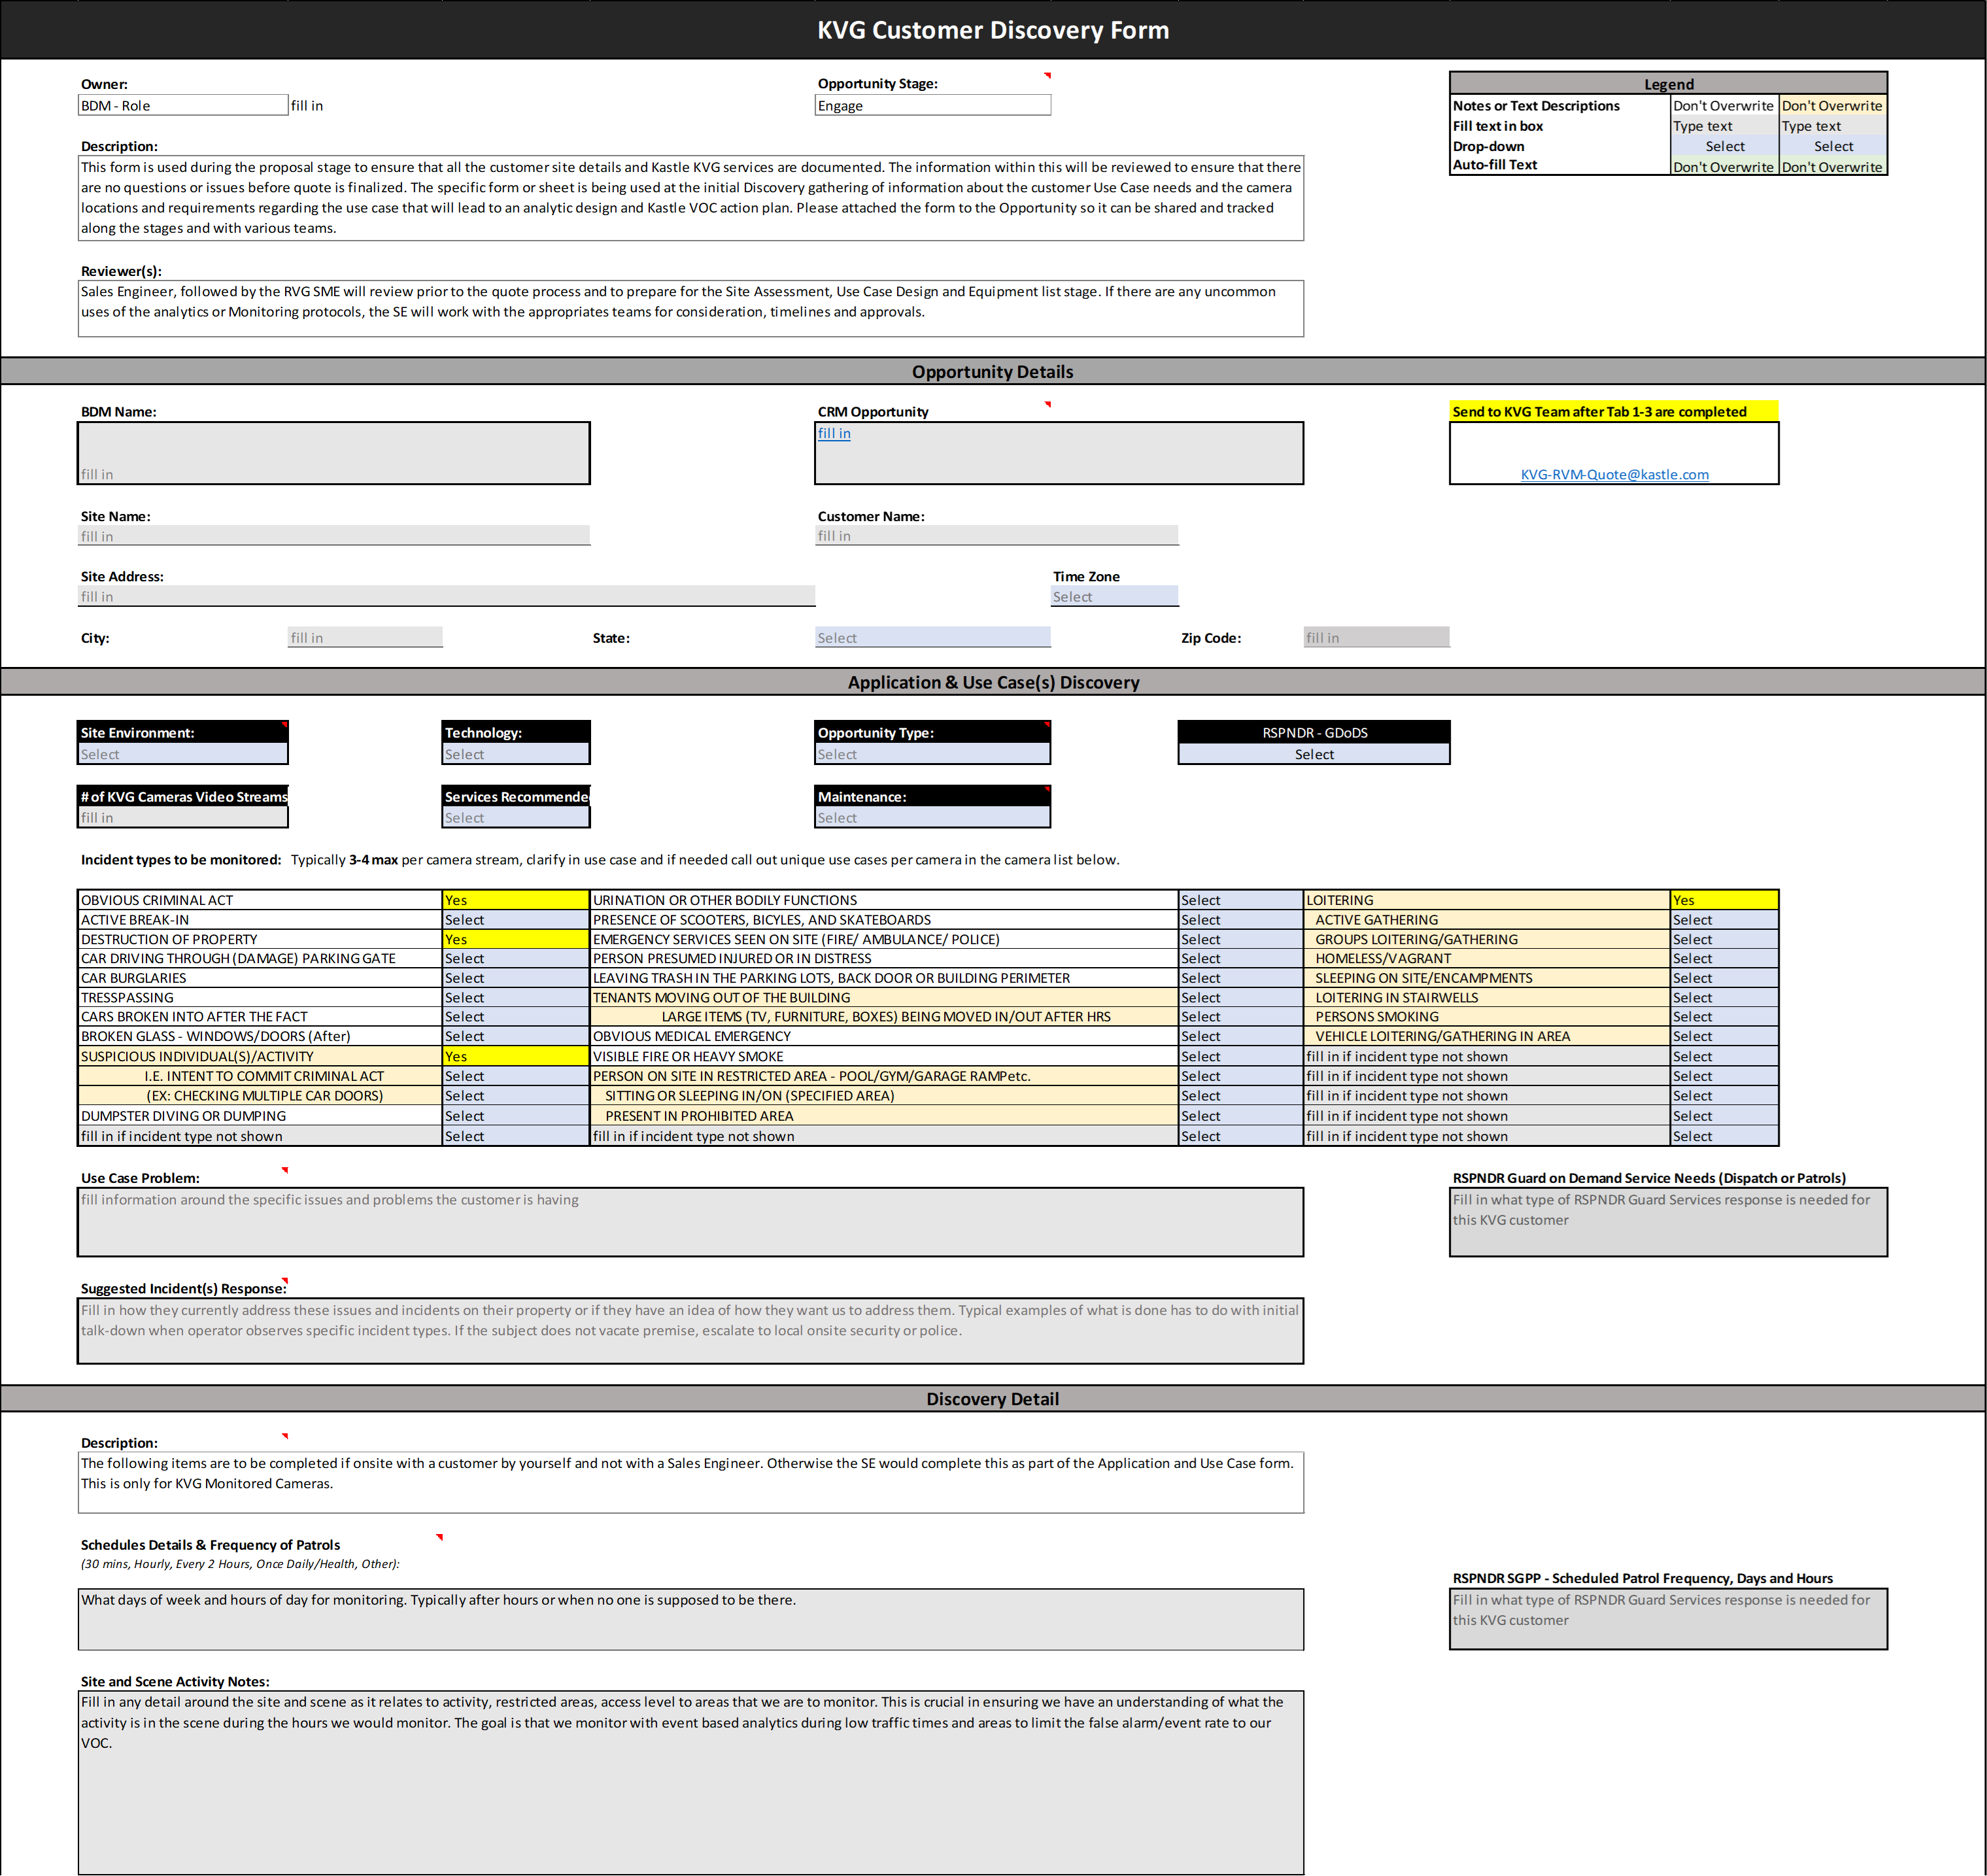 KVG Customer Discovery Form
Owner:
BDM - Role fill in
Opportunity Stage:
Engage
Legend
Notes or Text Descriptions Don't Overwrite Don't Overwrite
Fill text in box Type text Type text
Drop-down Select Select
Auto-fill Text Don't Overwrite Don't Overwrite
Description:
This form is used during the proposal stage to ensure that all the customer site details and Kastle KVG services are documented. The information within this will be reviewed to ensure that there
are no questions or issues before quote is finalized. The specific form or sheet is being used at the initial Discovery gathering of information about the customer Use Case needs and the camera
locations and requirements regarding the use case that will lead to an analytic design and Kastle VOC action plan. Please attached the form to the Opportunity so it can be shared and tracked
along the stages and with various teams.
Reviewer(s):
Sales Engineer, followed by the RVG SME will review prior to the quote process and to prepare for the Site Assessment, Use Case Design and Equipment list stage. If there are any uncommon
uses of the analytics or Monitoring protocols, the SE will work with the appropriates teams for consideration, timelines and approvals.
Opportunity Details
BDM Name:
fill in
CRM Opportunity
fill in
Send to KVG Team after Tab 1-3 are completed
KVG-RVM-Quote@kastle.com
Site Name:
fill in
Customer Name:
fill in
Site Address:
fill in
Time Zone
Select
City: fill in State: Select Zip Code: fill in
Application & Use Case(s) Discovery
Site Environment:
Select
Technology:
Select
Opportunity Type:
Select
RSPNDR - GDoDS
Select
# of KVG Cameras Video Streams
fill in
Services Recommende
Select
Maintenance:
Select
Incident types to be monitored: Typically 3-4 max per camera stream, clarify in use case and if needed call out unique use cases per camera in the camera list below.
OBVIOUS CRIMINAL ACT Yes URINATION OR OTHER BODILY FUNCTIONS Select LOITERING Yes
ACTIVE BREAK-IN Select PRESENCE OF SCOOTERS, BICYLES, AND SKATEBOARDS Select ACTIVE GATHERING Select
DESTRUCTION OF PROPERTY Yes EMERGENCY SERVICES SEEN ON SITE (FIRE/ AMBULANCE/ POLICE) Select GROUPS LOITERING/GATHERING Select
CAR DRIVING THROUGH (DAMAGE) PARKING GATE Select PERSON PRESUMED INJURED OR IN DISTRESS Select HOMELESS/VAGRANT Select
CAR BURGLARIES Select LEAVING TRASH IN THE PARKING LOTS, BACK DOOR OR BUILDING PERIMETER Select SLEEPING ON SITE/ENCAMPMENTS Select
TRESSPASSING Select TENANTS MOVING OUT OF THE BUILDING Select LOITERING IN STAIRWELLS Select
CARS BROKEN INTO AFTER THE FACT Select LARGE ITEMS (TV, FURNITURE, BOXES) BEING MOVED IN/OUT AFTER HRS Select PERSONS SMOKING Select
BROKEN GLASS - WINDOWS/DOORS (After) Select OBVIOUS MEDICAL EMERGENCY Select VEHICLE LOITERING/GATHERING IN AREA Select
SUSPICIOUS INDIVIDUAL(S)/ACTIVITY Yes VISIBLE FIRE OR HEAVY SMOKE Select fill in if incident type not shown Select
I.E. INTENT TO COMMIT CRIMINAL ACT Select PERSON ON SITE IN RESTRICTED AREA - POOL/GYM/GARAGE RAMPetc. Select fill in if incident type not shown Select
(EX: CHECKING MULTIPLE CAR DOORS) Select SITTING OR SLEEPING IN/ON (SPECIFIED AREA) Select fill in if incident type not shown Select
DUMPSTER DIVING OR DUMPING Select PRESENT IN PROHIBITED AREA Select fill in if incident type not shown Select
fill in if incident type not shown Select fill in if incident type not shown Select fill in if incident type not shown Select
Use Case Problem:
fill information around the specific issues and problems the customer is having
RSPNDR Guard on Demand Service Needs (Dispatch or Patrols)
Fill in what type of RSPNDR Guard Services response is needed for
this KVG customer
Suggested Incident(s) Response:
Fill in how they currently address these issues and incidents on their property or if they have an idea of how they want us to address them. Typical examples of what is done has to do with initial
talk-down when operator observes specific incident types. If the subject does not vacate premise, escalate to local onsite security or police.
Discovery Detail
Description:
The following items are to be completed if onsite with a customer by yourself and not with a Sales Engineer. Otherwise the SE would complete this as part of the Application and Use Case form.
This is only for KVG Monitored Cameras.
Schedules Details & Frequency of Patrols
(30 mins, Hourly, Every 2 Hours, Once Daily/Health, Other):
What days of week and hours of day for monitoring. Typically after hours or when no one is supposed to be there.
RSPNDR SGPP - Scheduled Patrol Frequency, Days and Hours
Fill in what type of RSPNDR Guard Services response is needed for
this KVG customer
Site and Scene Activity Notes:
Fill in any detail around the site and scene as it relates to activity, restricted areas, access level to areas that we are to monitor. This is crucial in ensuring we have an understanding of what the
activity is in the scene during the hours we would monitor. The goal is that we monitor with event based analytics during low traffic times and areas to limit the false alarm/event rate to our
VOC.